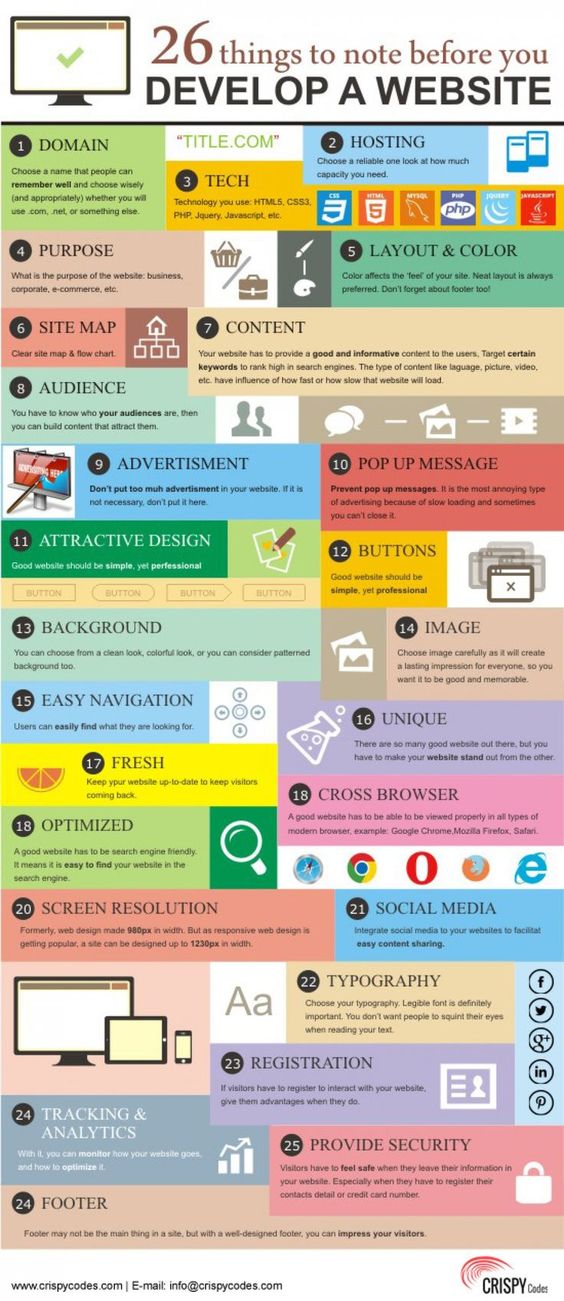 26 things to note before you
DEVELOP A WEBSITE
1 DOMAIN
Choose a name that people can
remember well and choose wisely
(and appropriately) whether you will
use .com, .net, or something else.
“TITLE.COM”
2 HOSTING
Choose a reliable one look at how much
capacity you need.
3 TECH
Technology you use: HTML5, CSS3,
PHP, Jquery, Javascript, etc.
CSS HTML MYSQL PHP JQUERY JAVASCRIPT
3 5 php
4 PURPOSE
What is the purpose of the website: business,
corporate, e-commerce, etc.
5 LAYOUT & COLOR
Color affects the 'feel' of your site. Neat layout is always
preferred. Don't forget about footer too!
6 SITE MAP
Clear site map & flow chart.
7 CONTENT
Your website has to provide a good and informative content to the users, Target certain
keywords to rank high in search engines. The type of content like laguage, picture, video,
etc. have influence of how fast or how slow that website will load.
8 AUDIENCE
You have to know who your audiences are, then
you can build content that attract them.
ADVERTISING HERE
9 ADVERTISMENT
Don't put too muh advertisment in your website. If it is
not necessary, don't put it here.
10 POP UP MESSAGE
Prevent pop up messages. It is the most annoying type
of advertising because of slow loading and sometimes
you can't close it.
11 ATTRACTIVE DESIGN
Good website should be simple, yet perfessional
BUTTON BUTTON BUTTON BUTTON
12 BUTTONS
Good website should be
simple, yet professional
13 BACKGROUND
You can choose from a clean look, colorful look, or you can consider patterned
background too.
14 IMAGE
Choose image carefully as it will create
a lasting impression for everyone, so you
want it to be good and memorable.
15 EASY NAVIGATION
Users can easily find what they are looking for.
16 UNIQUE
There are so many good website out there, but you
have to make your website stand out from the other.
17 FRESH
Keep ypur website up-to-date to keep visitors
coming back.
18 CROSS BROWSER
A good website has to be able to be viewed properly in all types of
modern browser, example: Google Chrome,Mozilla Firefox, Safari.
18 OPTIMIZED
A good website has to be search engine friendly.
It means it is easy to find your website in the
search engine.
20 SCREEN RESOLUTION
Formerly, web design made 980px in width. But as responsive web design is
getting popular, a site can be designed up to 1230px in width.
21 SOCIAL MEDIA
Integrate social media to your websites to facilitat
easy content sharing.
Aa
22 TYPOGRAPHY
Choose your typography. Legible font is definitely
important. You don't want people to squint their eyes
when reading your text.
23 REGISTRATION
If visitors have to register to interact with your website,
give them advantages when they do.
f
g+
in
24 TRACKING &
ANALYTICS
With it, you can monitor how your website goes,
and how to optimize it.
25 PROVIDE SECURITY
Visitors have to feel safe when they leave their information in
your website. Especially when they have to register their
contacts detail or credit card number.
24 FOOTER
Footer may not be the main thing in a site, but with a well-designed footer, you can impress your visitors.
www.crispycodes.com | E-mail: info@crispycodes.com
CRISPY Codes